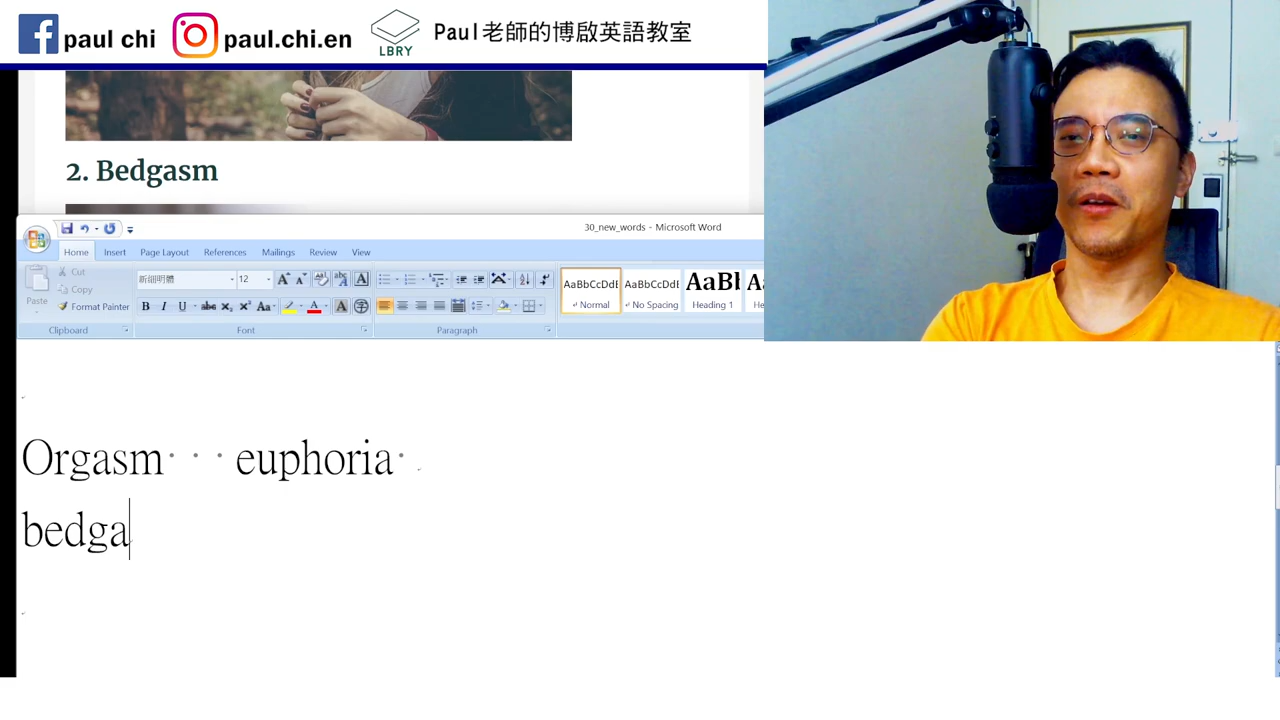 paul chi
paul.chi.en
LBRY
Paul老師的博啟英語教室
2. Bedgasm
30_new_words - Microsoft Word
Home Insert Page Layout References Mailings Review View
Paste
Cut
Copy
Format Painter
Clipboard
新細明體
12
Font
Paragraph
AaBbCcDdE
Normal
AaBbCcDdE
No Spacing
AaBb
Heading 1
Orgasm euphoria
bedga